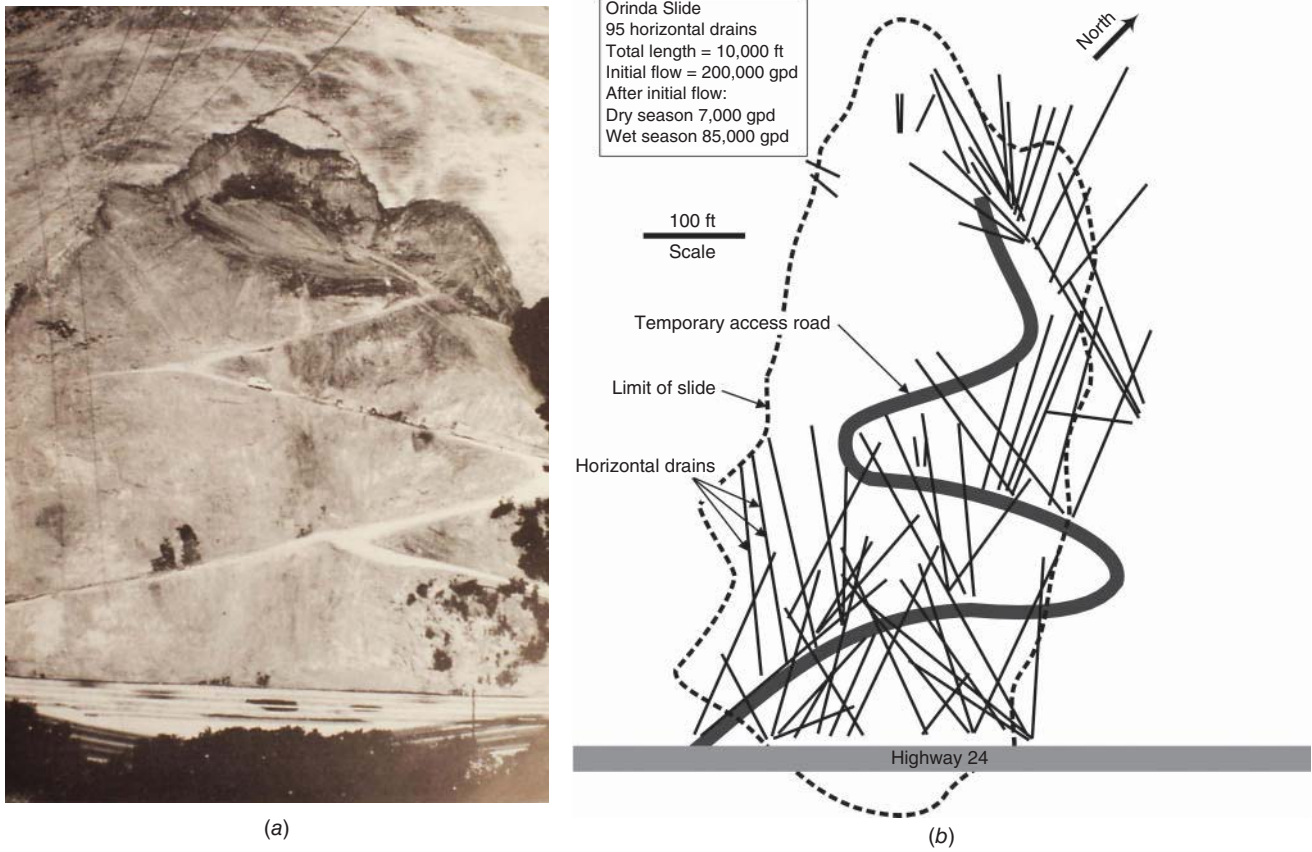 Orinda Slide
95 horizontal drains
Total length = 10,000 ft
Initial flow = 200,000 gpd
After initial flow:
Dry season 7,000 gpd
Wet season 85,000 gpd
North
100 ft
Scale
Temporary access road
Limit of slide
Horizontal drains
Highway 24
(a)
(b)